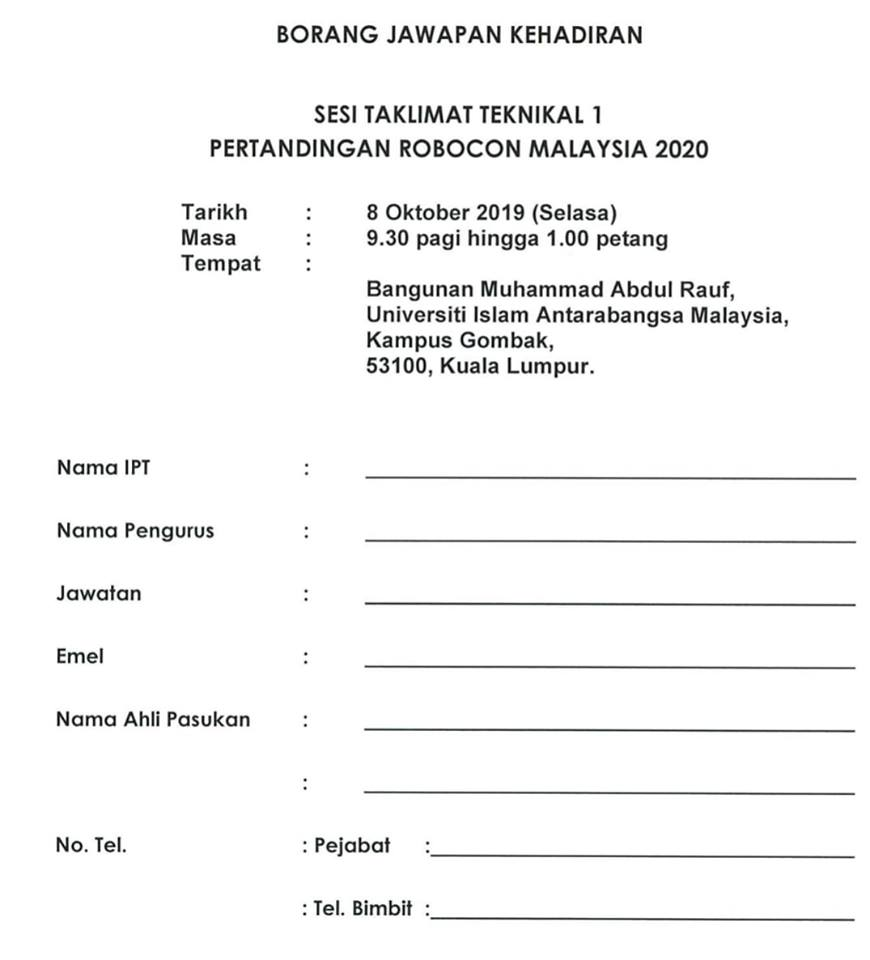 BORANG JAWAPAN KEHADIRAN
SESI TAKLIMAT TEKNIKAL 1
PERTANDINGAN ROBOCON MALAYSIA 2020
Tarikh : 8 Oktober 2019 (Selasa)
Masa : 9.30 pagi hingga 1.00 petang
Tempat :
Bangunan Muhammad Abdul Rauf,
Universiti Islam Antarabangsa Malaysia,
Kampus Gombak,
53100, Kuala Lumpur.
Nama IPT :
Nama Pengurus :
Jawatan :
Emel :
Nama Ahli Pasukan :
:
No. Tel. : Pejabat :
: Tel. Bimbit :